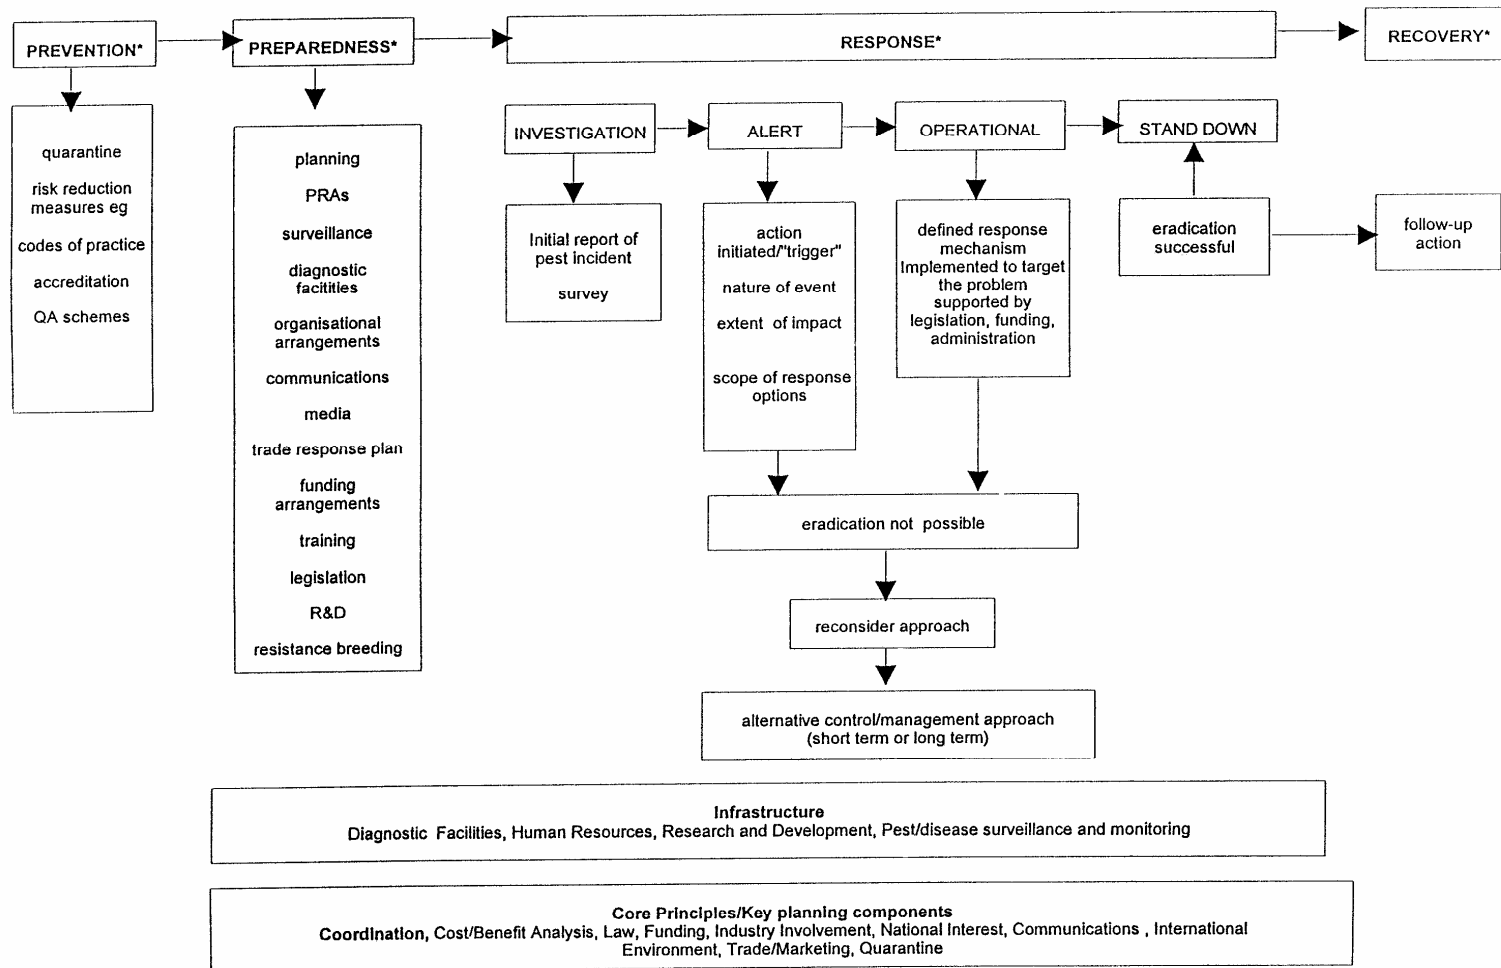 PREVENTION*
PREPAREDNESS*
RESPONSE*
RECOVERY*
quarantine
risk reduction
measures eg
codes of practice
accreditation
QA schemes
planning
PRAs
surveillance
diagnostic
facitities
organisational
arrangements
communications
media
trade response plan
funding
arrangements
training
legislation
R&D
resistance breeding
INVESTIGATION
ALERT
OPERATIONAL
STAND DOWN
Initial report of
pest incident
survey
action
initiated/"trigger"
nature of event
extent of impact
scope of response
options
defined response
mechanism
Implemented to target
the problem
supported by
legislation, funding,
administration
eradication
successful
follow-up
action
eradication not possible
reconsider approach
alternative control/management approach
(short term or long term)
Infrastructure
Diagnostic Facilities, Human Resources, Research and Development, Pest/disease surveillance and monitoring
Core Principles/Key planning components
Coordination, Cost/Benefit Analysis, Law, Funding, Industry Involvement, National Interest, Communications , International
Environment, Trade/Marketing, Quarantine